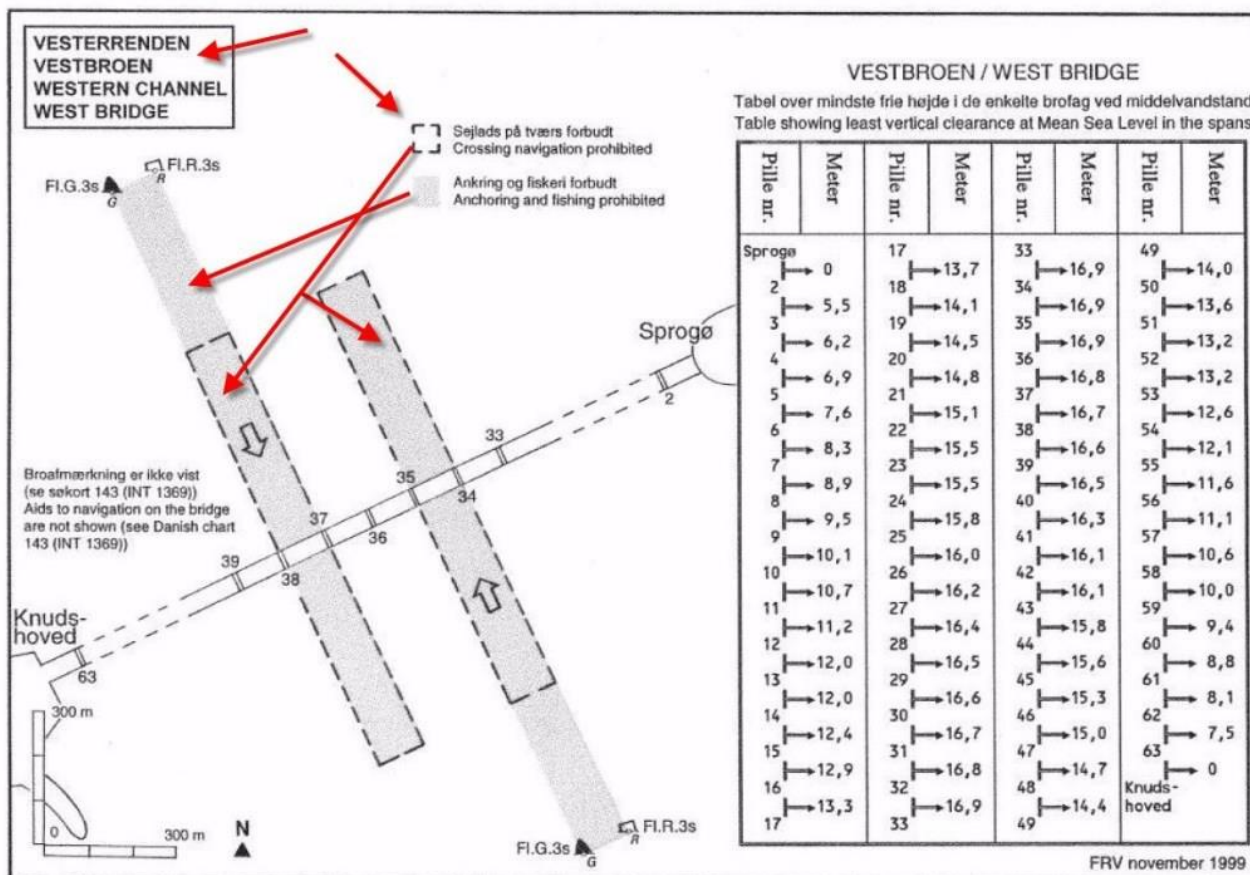 VESTERRENDEN
VESTBROEN
WESTERN CHANNEL
WEST BRIDGE
Sejlads på tværs forbudt
Crossing navigation prohibited
Ankring og fiskeri forbudt
Anchoring and fishing prohibited
Fl.R.3s
R
Fl.G.3s
G
Sprogø
2
33
34
35
36
37
38
39
Broafmærkning er ikke vist
(se søkort 143 (INT 1369))
Aids to navigation on the bridge
are not shown (see Danish chart
143 (INT 1369))
Knuds-
hoved
63
300 m
0
300 m
N
Fl.R.3s
R
Fl.G.3s
G
VESTBROEN / WEST BRIDGE
Tabel over mindste frie højde i de enkelte brofag ved middelvandstand
Table showing least vertical clearance at Mean Sea Level in the spans
Pille nr. Meter Pille nr. Meter Pille nr. Meter Pille nr. Meter
Sprogø 17 33 49
0 13,7 16,9 14,0
2 18 34 50
5,5 14,1 16,9 13,6
3 19 35 51
6,2 14,5 16,9 13,2
4 20 36 52
6,9 14,8 16,8 13,2
5 21 37 53
7,6 15,1 16,7 12,6
6 22 38 54
8,3 15,5 16,6 12,1
7 23 39 55
8,9 15,5 16,5 11,6
8 24 40 56
9,5 15,8 16,3 11,1
9 25 41 57
10,1 16,0 16,1 10,6
10 26 42 58
10,7 16,2 16,1 10,0
11 27 43 59
11,2 16,4 15,8 9,4
12 28 44 60
12,0 16,5 15,6 8,8
13 29 45 61
12,0 16,6 15,3 8,1
14 30 46 62
12,4 16,7 15,0 7,5
15 31 47 63
12,9 16,8 14,7 0
16 32 48 Knuds-
13,3 16,9 14,4 hoved
17 33 49
FRV november 1999